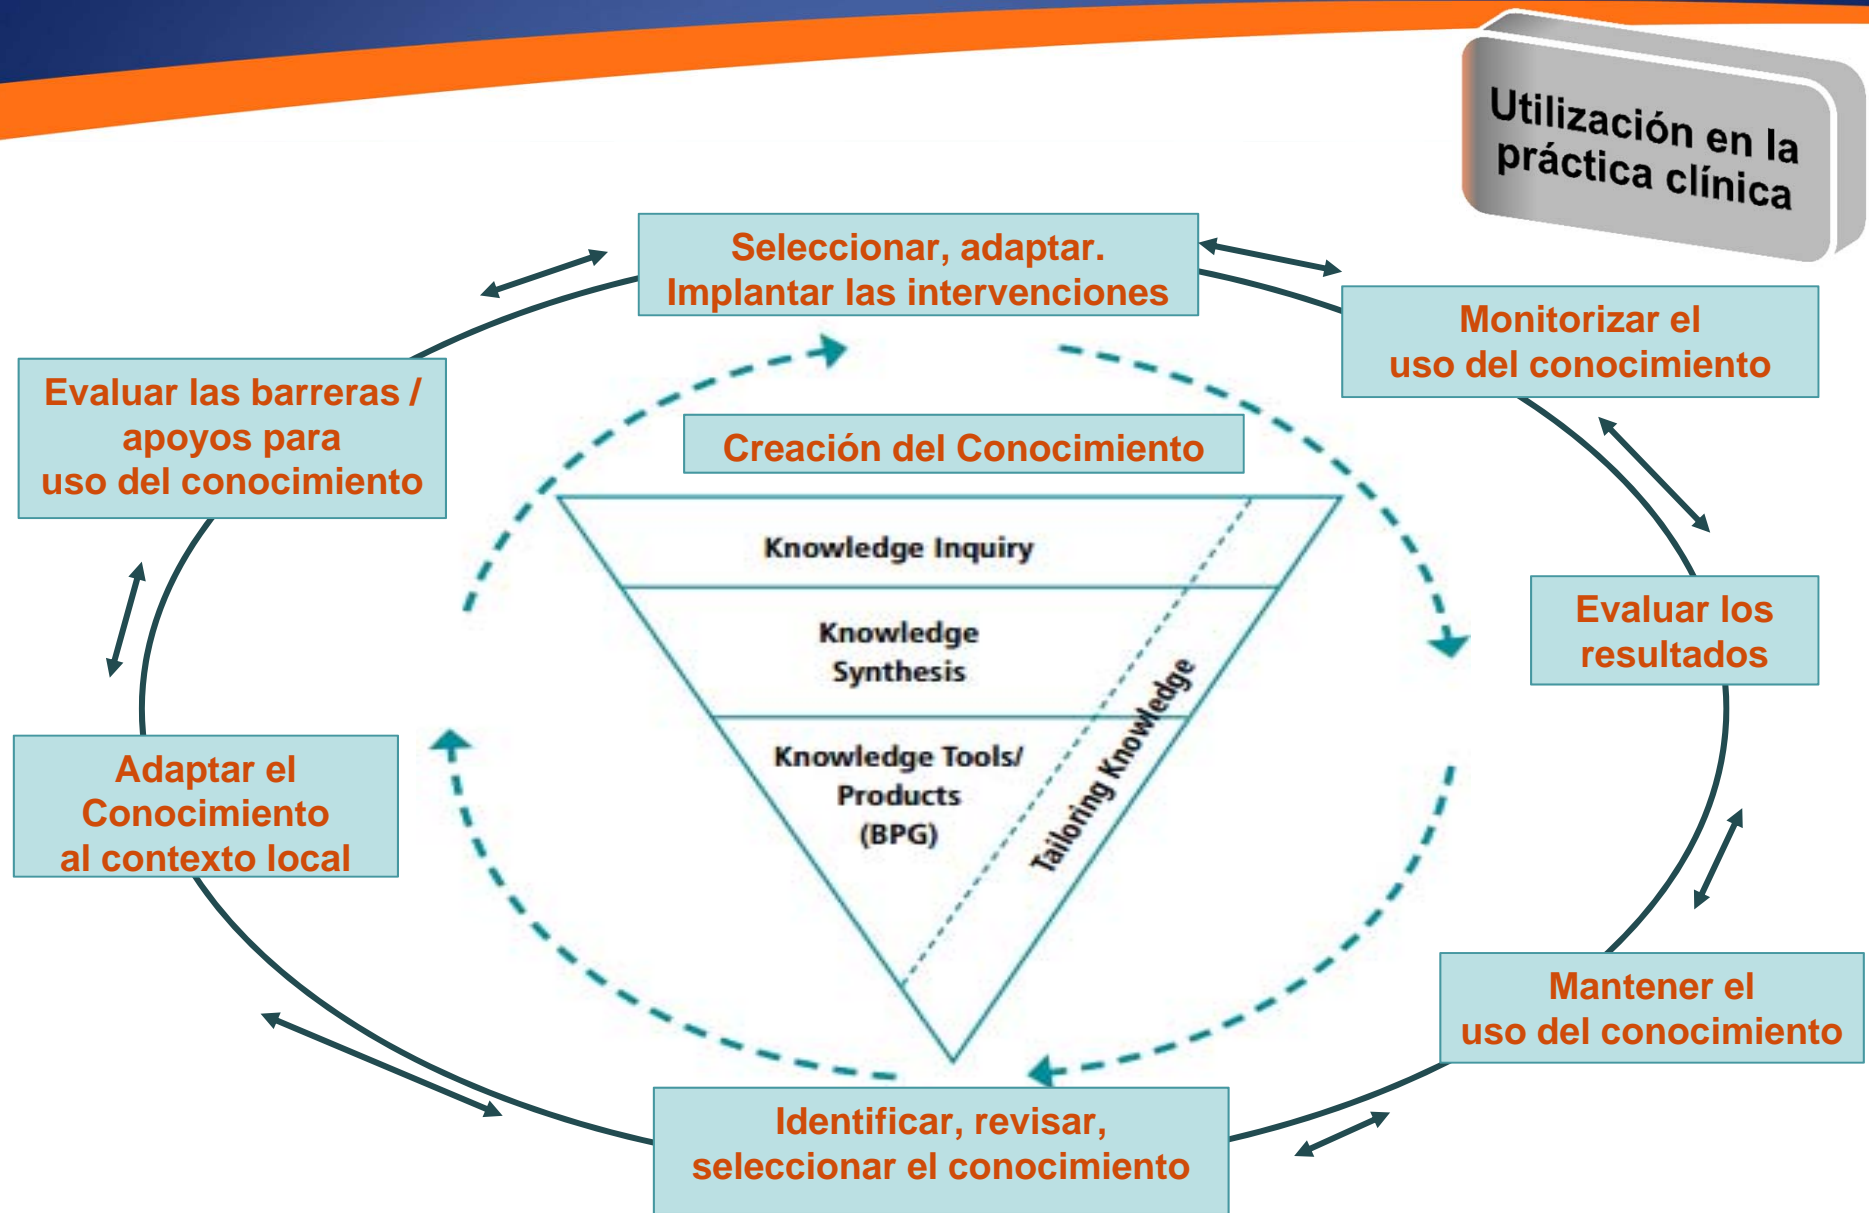 Utilización en la
práctica clínica
Seleccionar, adaptar.
Implantar las intervenciones
Monitorizar el
uso del conocimiento
Evaluar las barreras /
apoyos para
uso del conocimiento
Creación del Conocimiento
Knowledge Inquiry
Knowledge
Synthesis
Knowledge Tools/
Products
(BPG)
Tailoring Knowledge
Evaluar los
resultados
Adaptar el
Conocimiento
al contexto local
Mantener el
uso del conocimiento
Identificar, revisar,
seleccionar el conocimiento